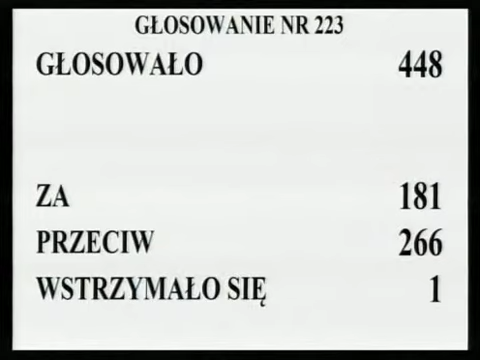 GŁOSOWANIE NR 223
GŁOSOWAŁO 448
ZA 181
PRZECIW 266
WSTRZYMAŁO SIĘ 1